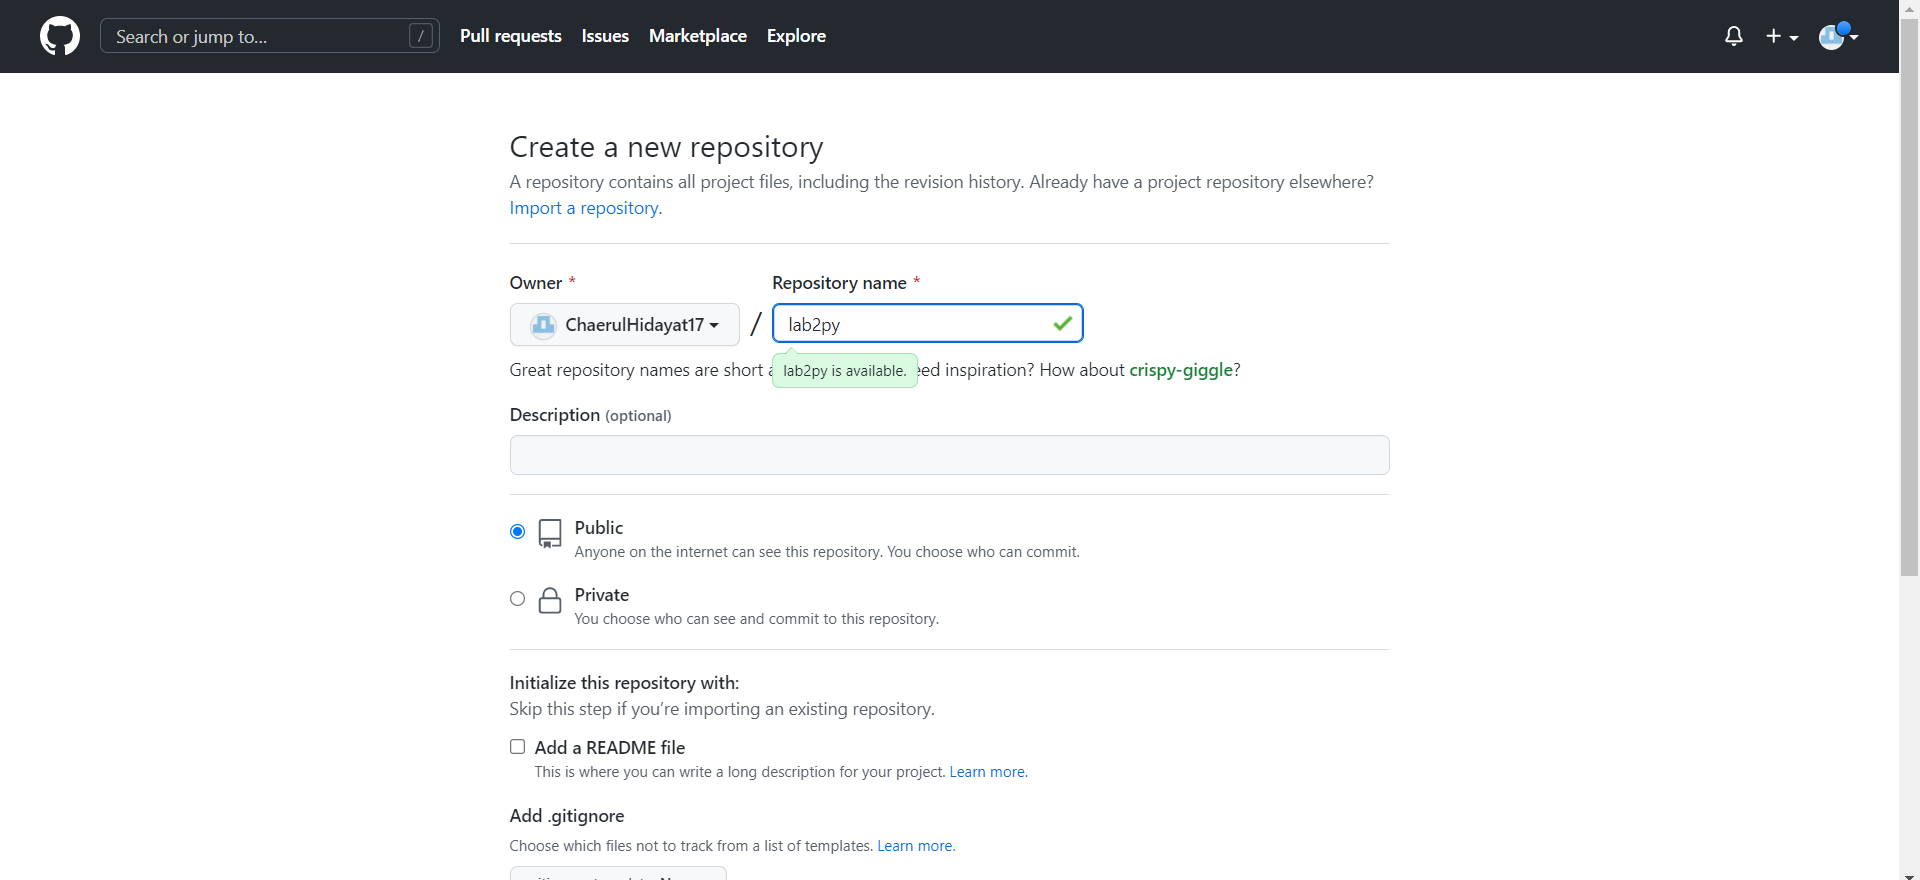 Search or jump to...
/
Pull requests
Issues
Marketplace
Explore
Create a new repository
A repository contains all project files, including the revision history. Already have a project repository elsewhere?
Import a repository.
Owner *
Repository name *
ChaerulHidayat17
/
lab2py
Great repository names are short
lab2py is available.
inspiration? How about crispy-giggle?
Description (optional)
Public
Anyone on the internet can see this repository. You choose who can commit.
Private
You choose who can see and commit to this repository.
Initialize this repository with:
Skip this step if you’re importing an existing repository.
Add a README file
This is where you can write a long description for your project. Learn more.
Add .gitignore
Choose which files not to track from a list of templates. Learn more.